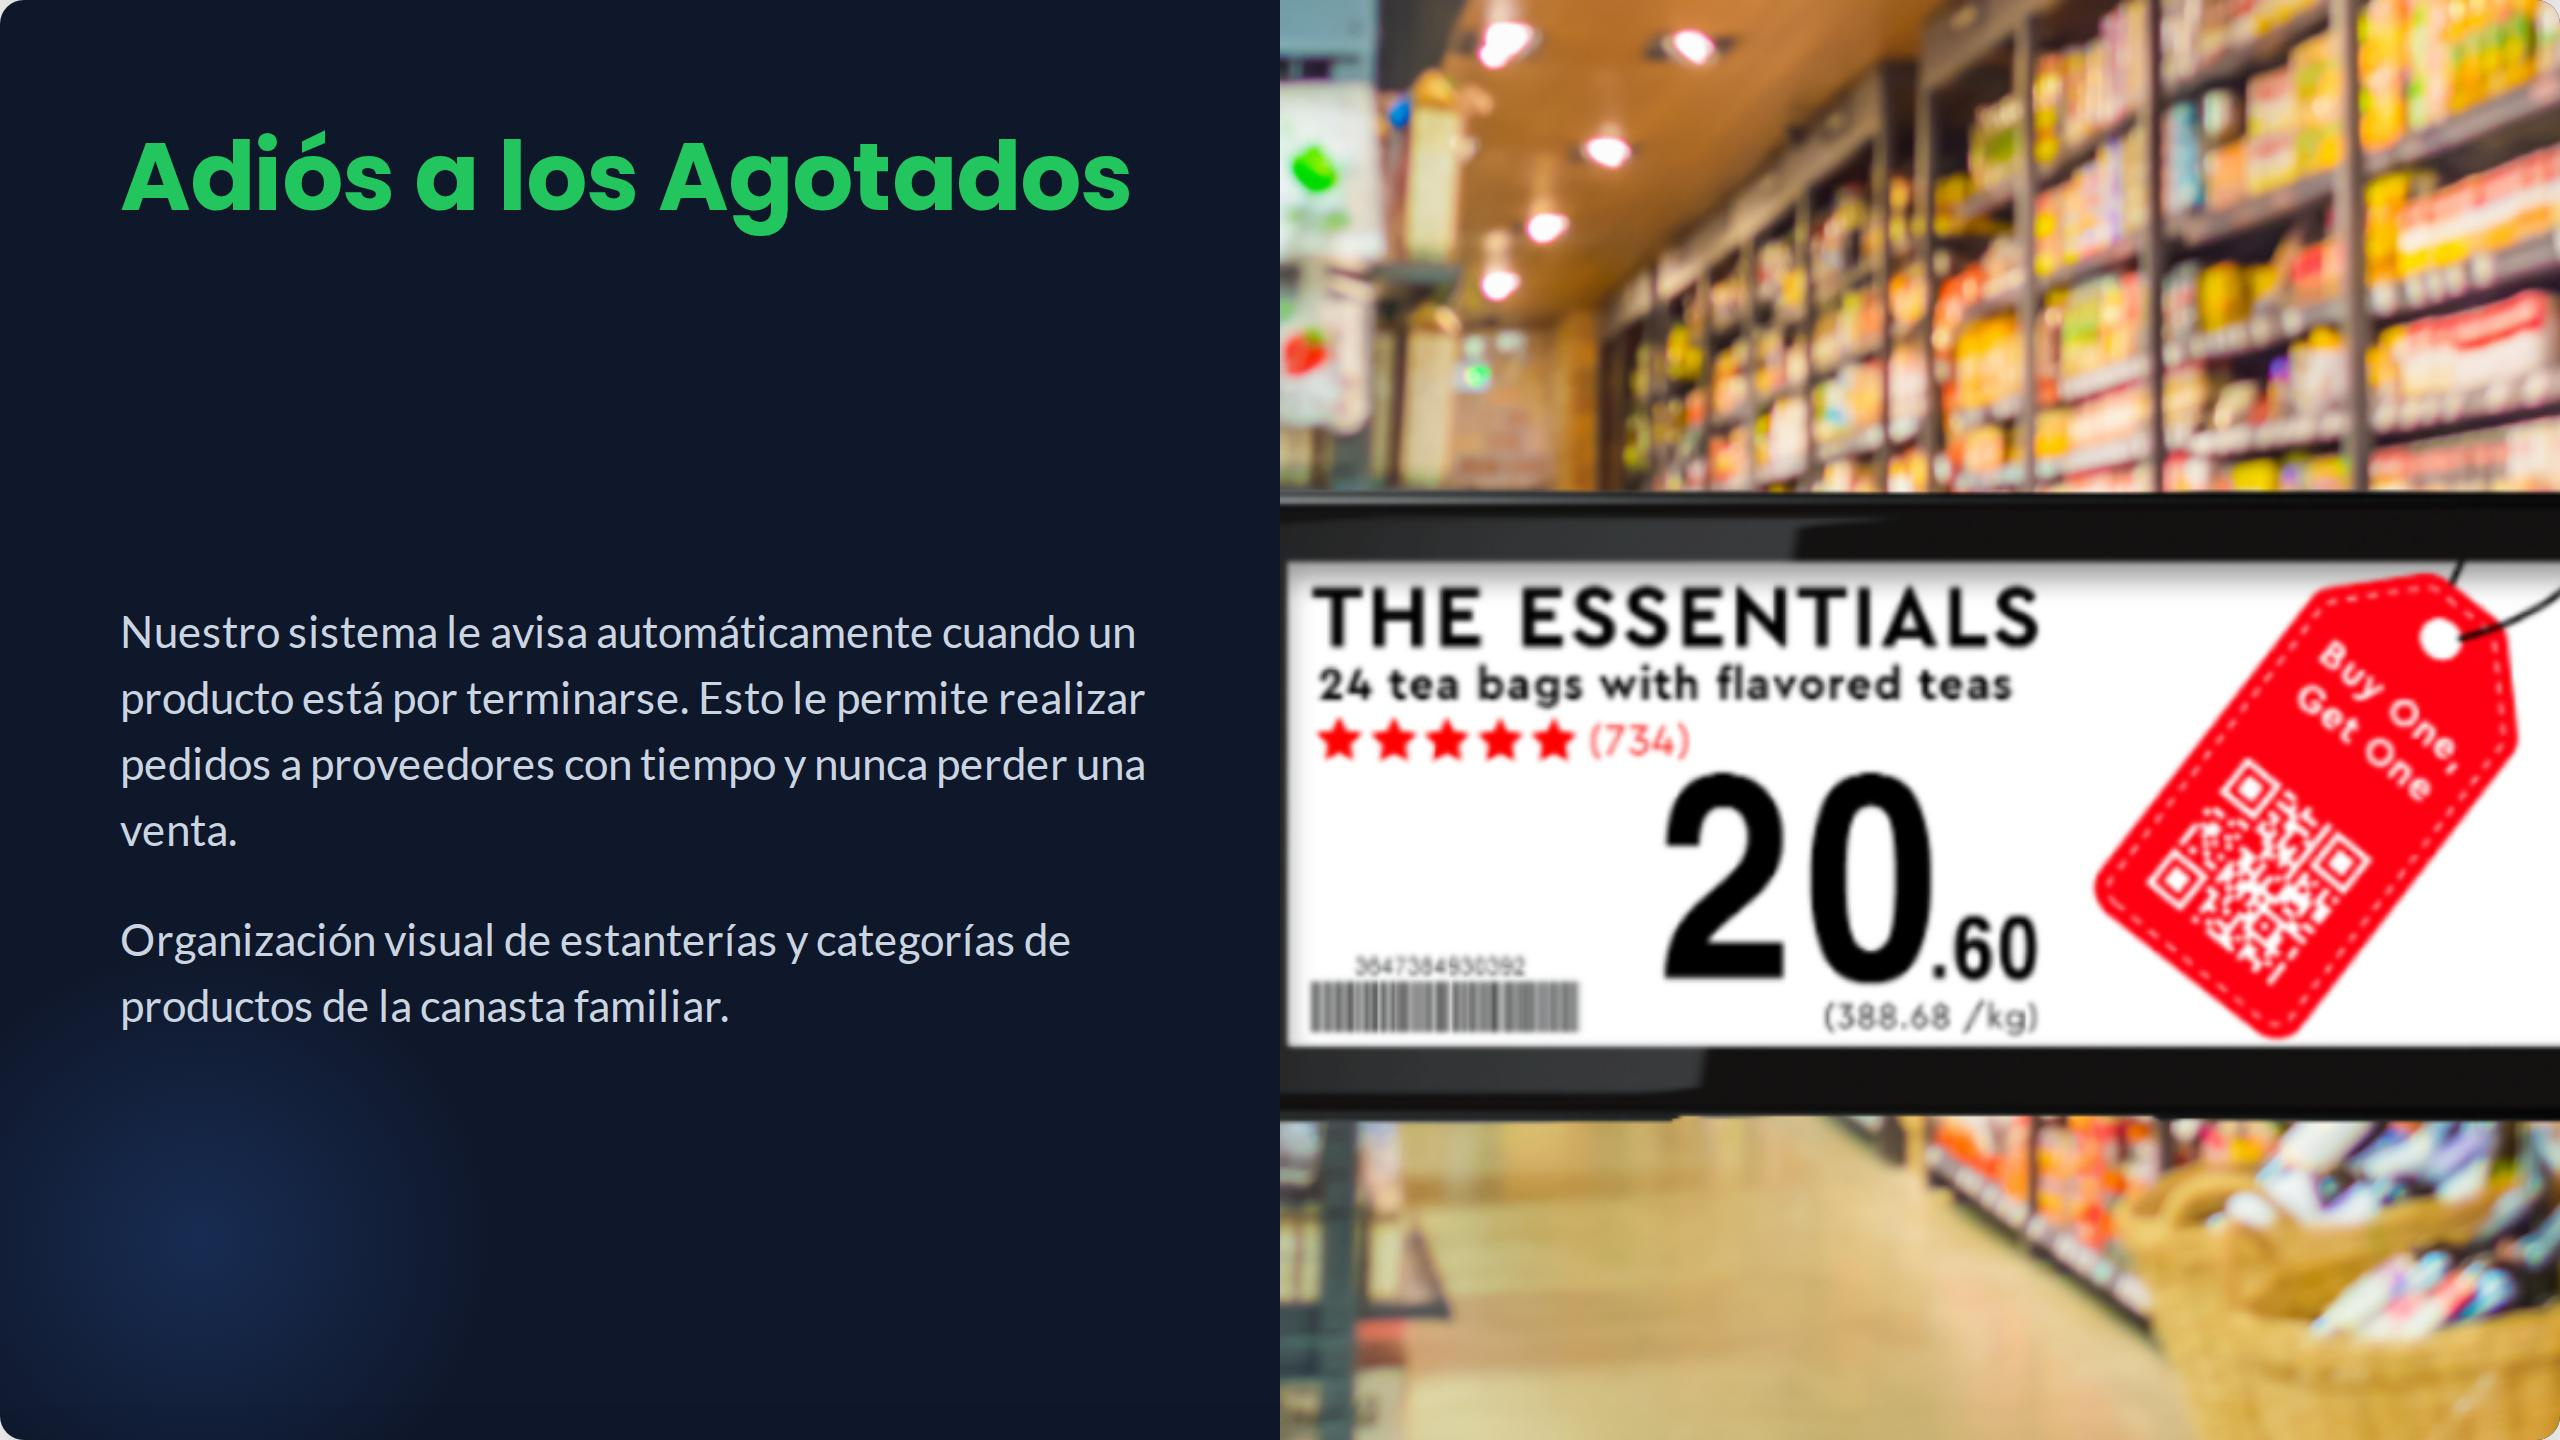 Adiós a los Agotados
Nuestro sistema le avisa automáticamente cuando un
producto está por terminarse. Esto le permite realizar
pedidos a proveedores con tiempo y nunca perder una
venta.
Organización visual de estanterías y categorías de
productos de la canasta familiar.
THE ESSENTIALS
24 tea bags with flavored teas
(734)
20.60
(388.68 /kg)
Buy One,
Get One